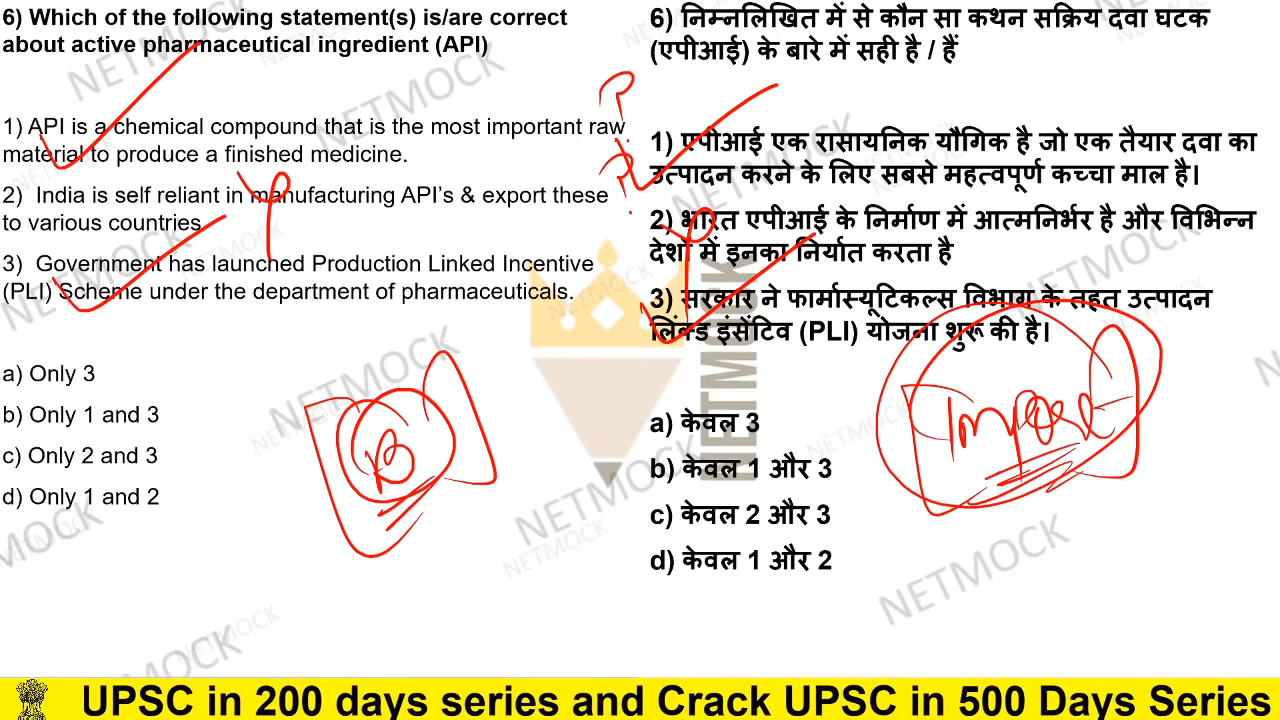 6) Which of the following statement(s) is/are correct
about active pharmaceutical ingredient (API)
1) API is a chemical compound that is the most important raw
material to produce a finished medicine.
2) India is self reliant in manufacturing API's & export these
to various countries
3) Government has launched Production Linked Incentive
(PLI) Scheme under the department of pharmaceuticals.
a) Only 3
b) Only 1 and 3
c) Only 2 and 3
d) Only 1 and 2
B
6) निम्नलिखित में से कौन सा कथन सक्रिय दवा घटक
(एपीआई) के बारे में सही है / हैं
1) एपीआई एक रासायनिक यौगिक है जो एक तैयार दवा का
उत्पादन करने के लिए सबसे महत्वपूर्ण कच्चा माल है।
2) भारत एपीआई के निर्माण में आत्मनिर्भर है और विभिन्न
देशों में इनका निर्यात करता है
3) सरकार ने फार्मास्यूटिकल्स विभाग के तहत उत्पादन
लिंक्ड इंसेंटिव (PLI) योजना शुरू की है।
a) केवल 3
b) केवल 1 और 3
c) केवल 2 और 3
d) केवल 1 और 2
Import
NETMOCK
UPSC in 200 days series and Crack UPSC in 500 Days Series